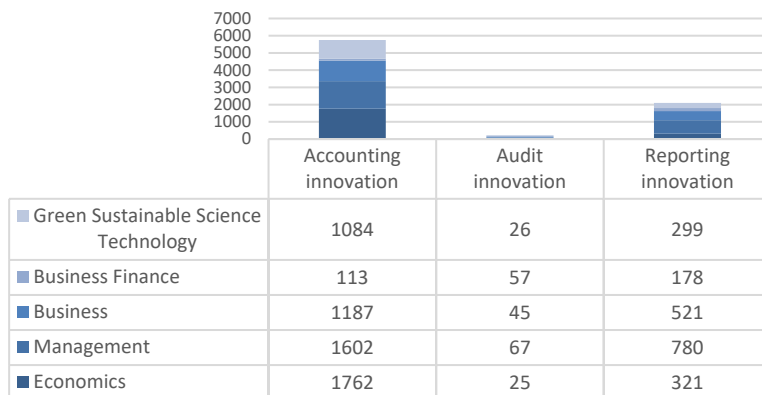 7000
6000
5000
4000
3000
2000
1000
0
Accounting innovation Audit innovation Reporting innovation
Green Sustainable Science
Technology 1084 26 299
Business Finance 113 57 178
Business 1187 45 521
Management 1602 67 780
Economics 1762 25 321